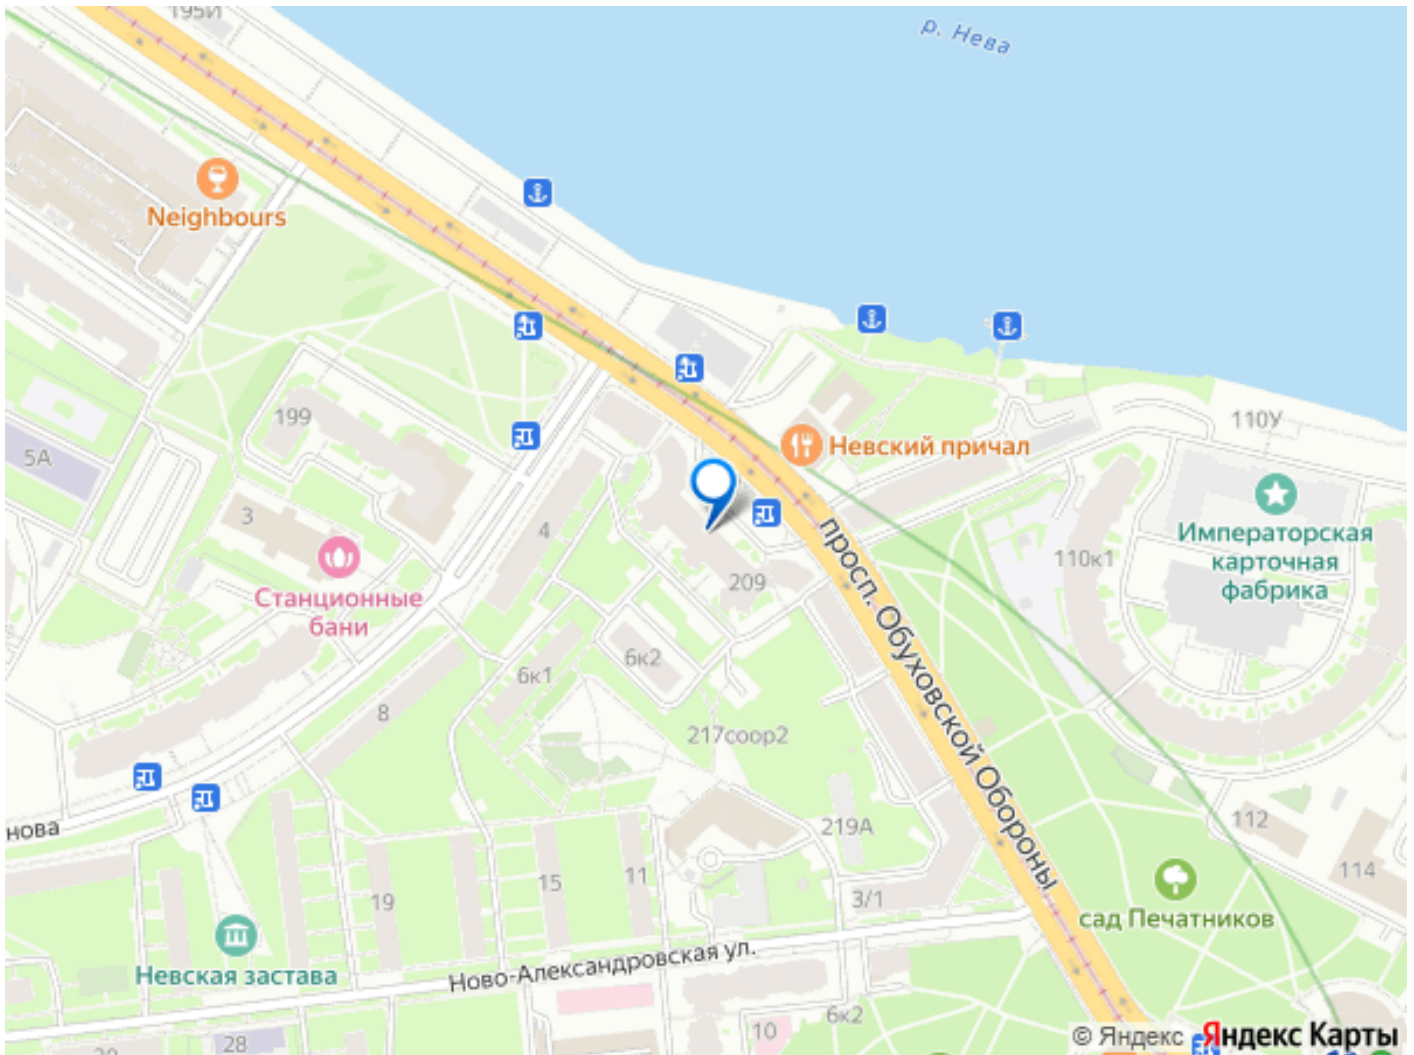 195И
р. Нева
Neighbours
199
5А
3
4
Невский причал
110У
Императорская
карточная
фабрика
110к1
Станционные
бани
209
6к2
6к1
8
217соор2
просп. Обуховской Обороны
нова
219А
112
114
15
11
19
3/1
сад Печатников
Невская застава
Ново-Александровская ул.
28
10
6к2
© Яндекс
Яндекс Карты